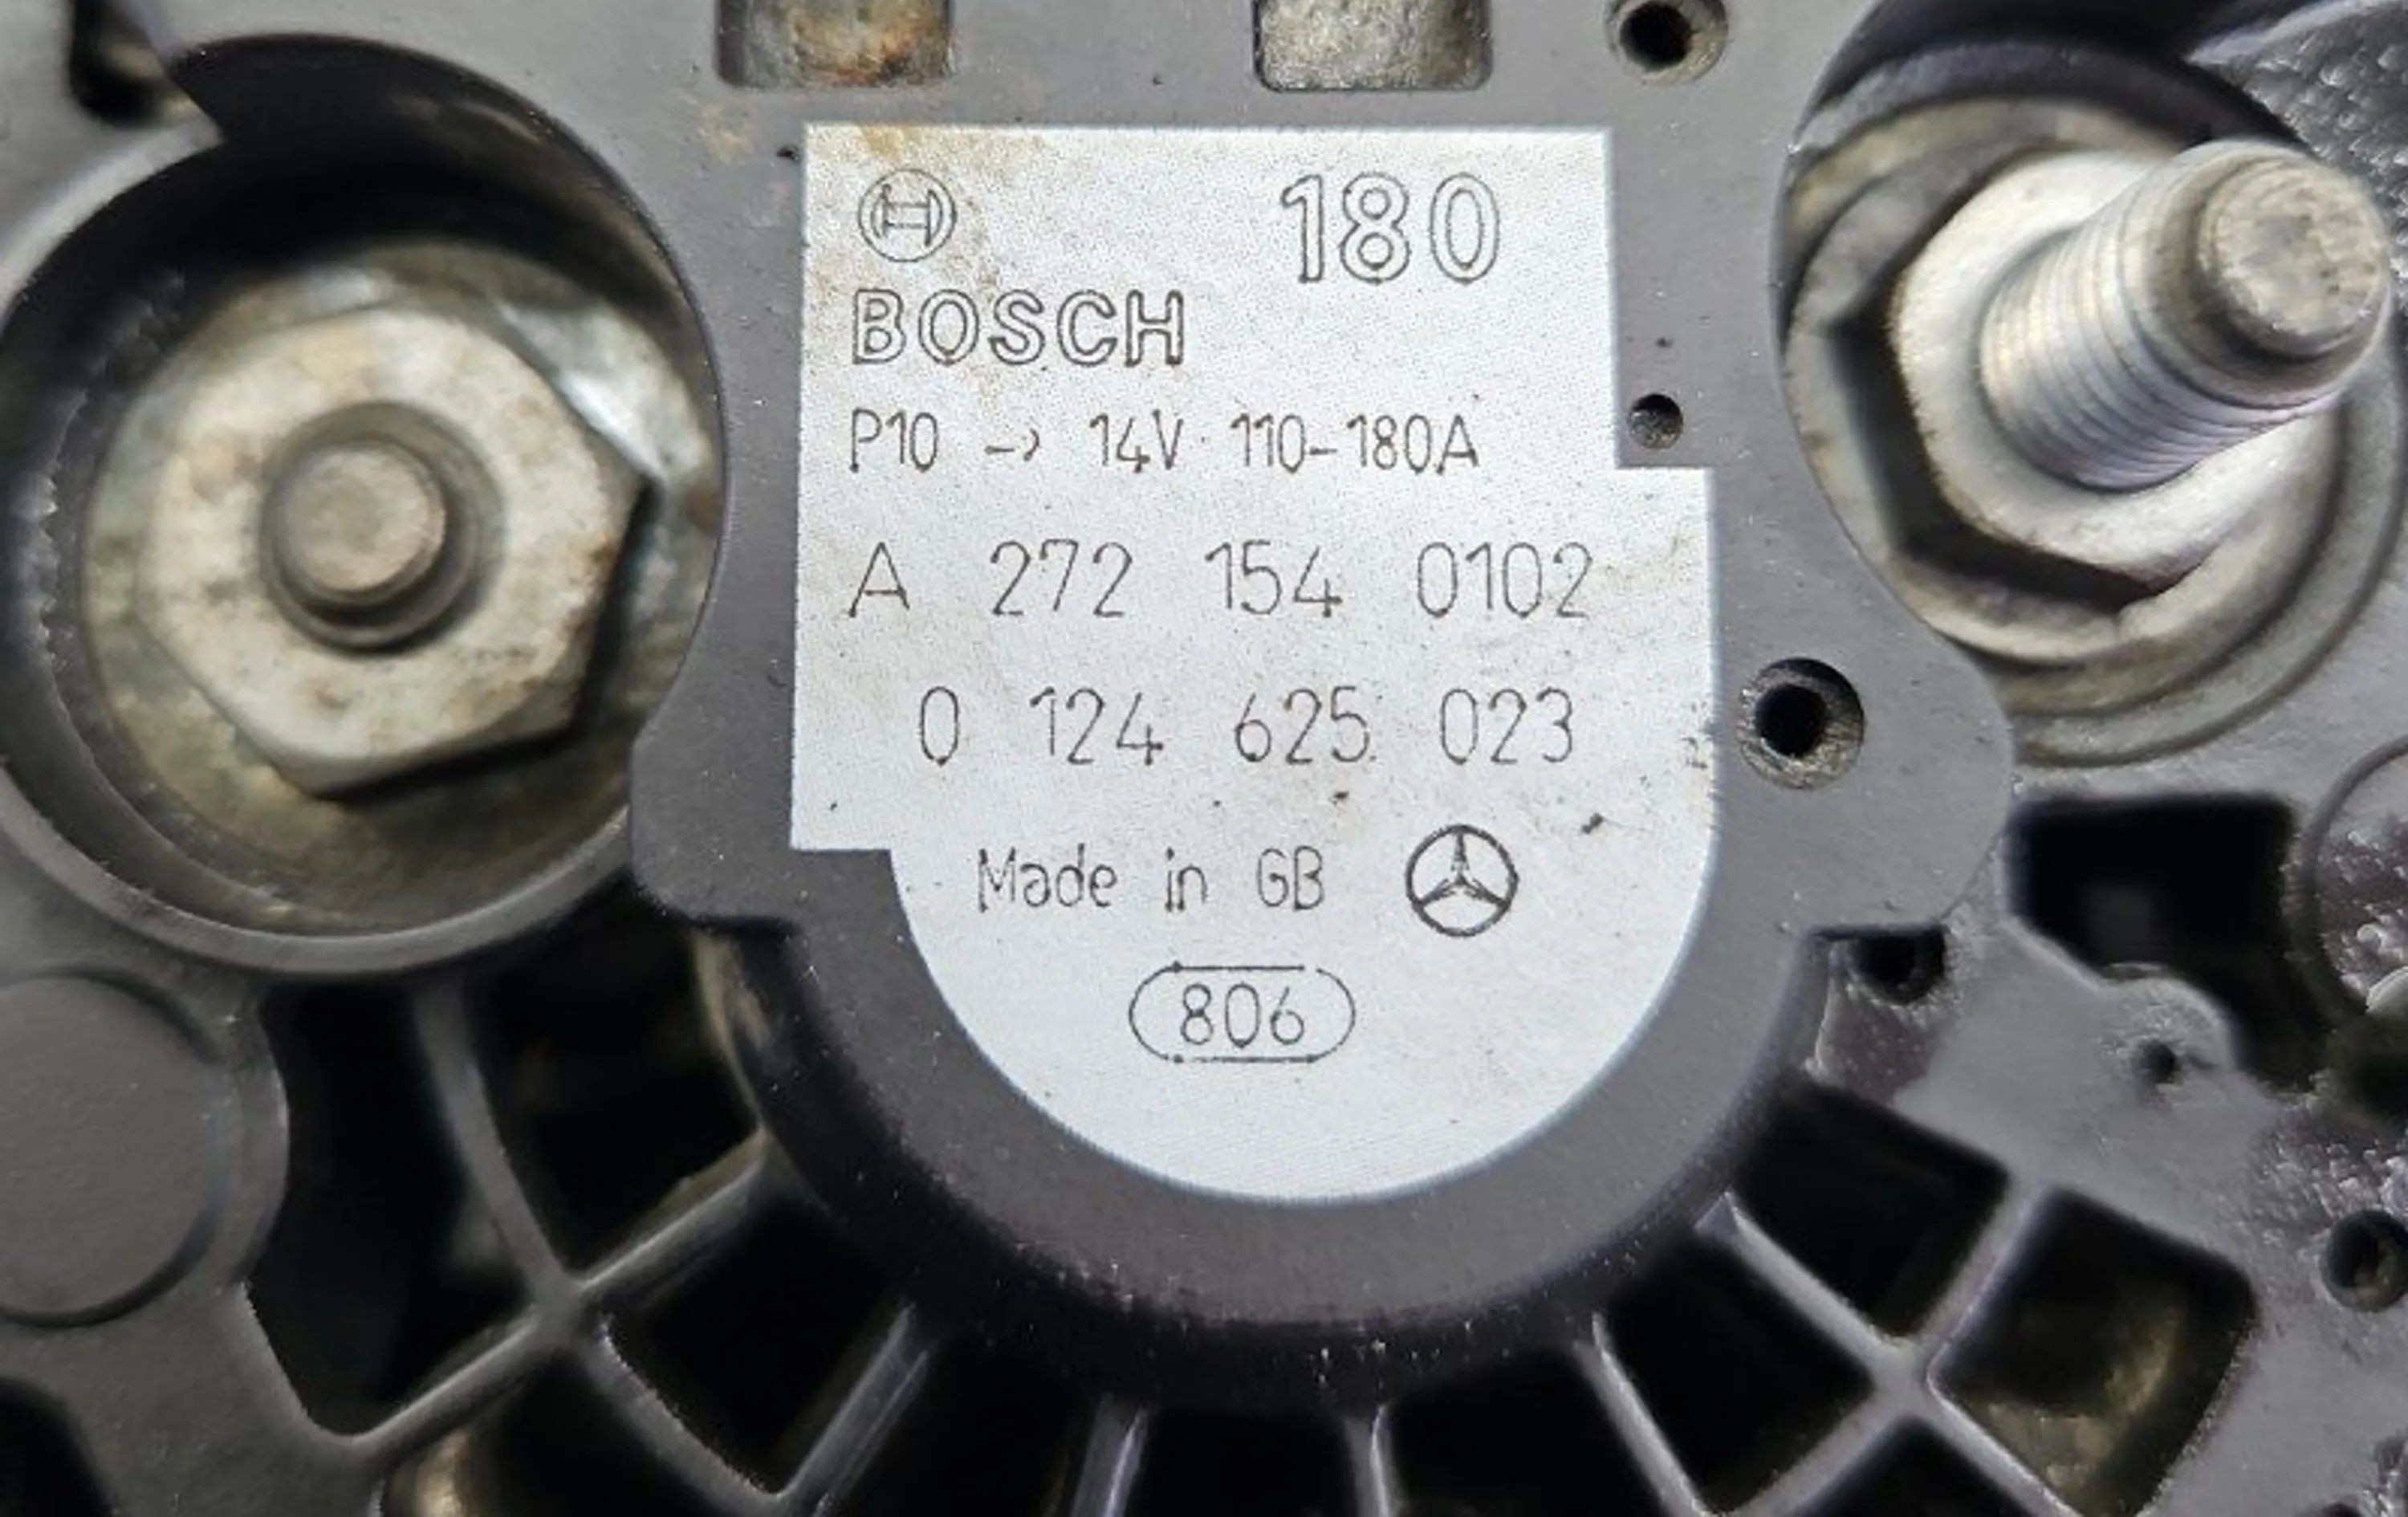 180
BOSCH
P10 -> 14V 110-180A
A 272 154 0102
0 124 625 023
Made in GB
806